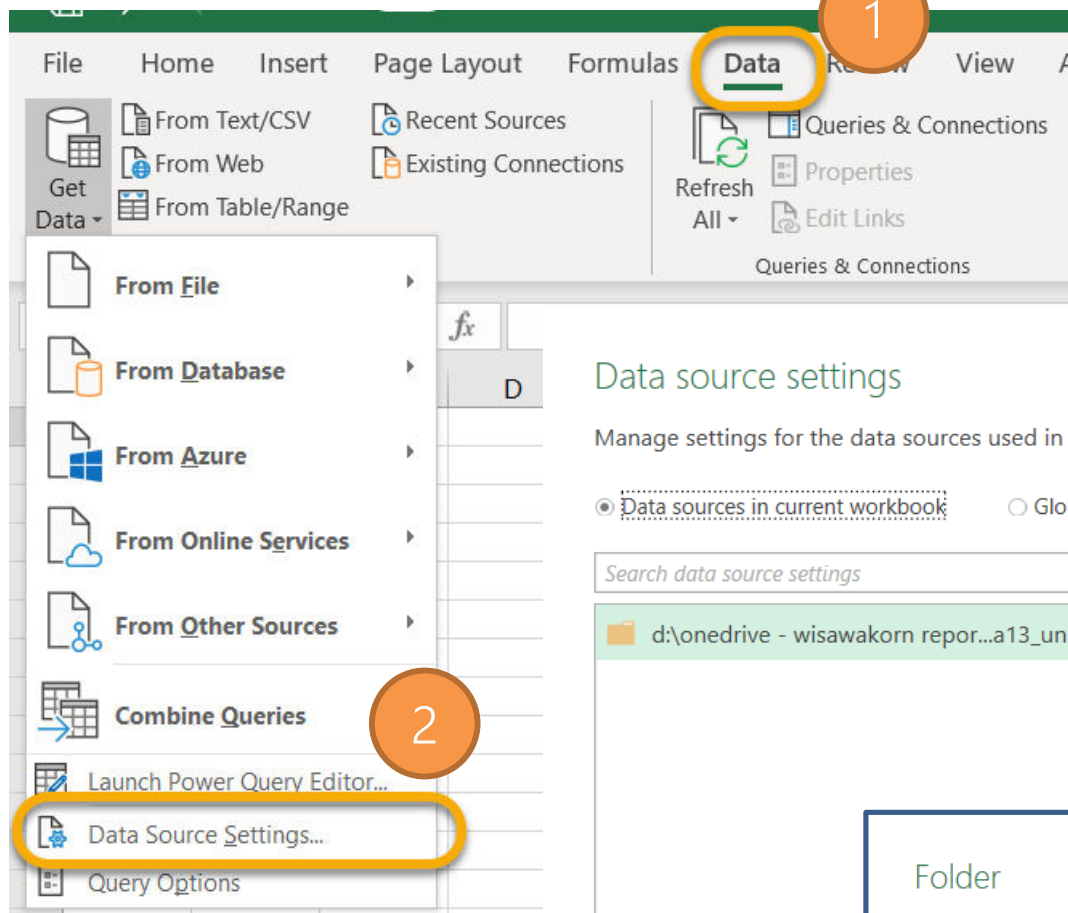 1
File Home Insert Page Layout Formulas Data Review View
From Text/CSV
From Web
From Table/Range
Recent Sources
Existing Connections
Get
Data
Refresh
All
Queries & Connections
Properties
Edit Links
Queries & Connections
From File
From Database
From Azure
From Online Services
From Other Sources
Combine Queries
2
Launch Power Query Editor...
Data Source Settings...
Query Options
fx
D
Data source settings
Manage settings for the data sources used in
Data sources in current workbook Glo
Search data source settings
d:\onedrive - wisawakorn repor...a13_un
Folder